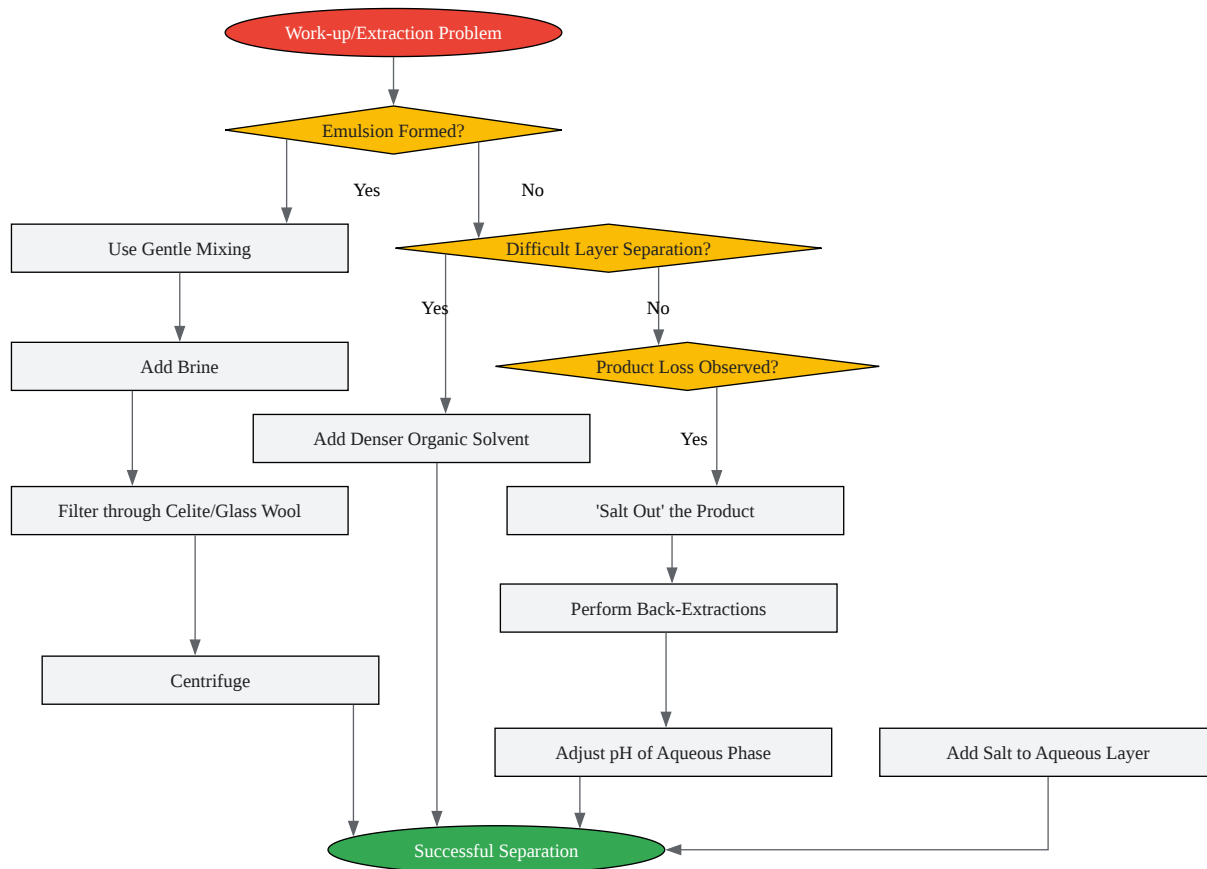 Work-up/Extraction Problem
Emulsion Formed?
Yes
No
Use Gentle Mixing
Difficult Layer Separation?
Yes
No
Add Brine
Product Loss Observed?
Add Denser Organic Solvent
Yes
Filter through Celite/Glass Wool
'Salt Out' the Product
Perform Back-Extractions
Centrifuge
Adjust pH of Aqueous Phase
Add Salt to Aqueous Layer
Successful Separation